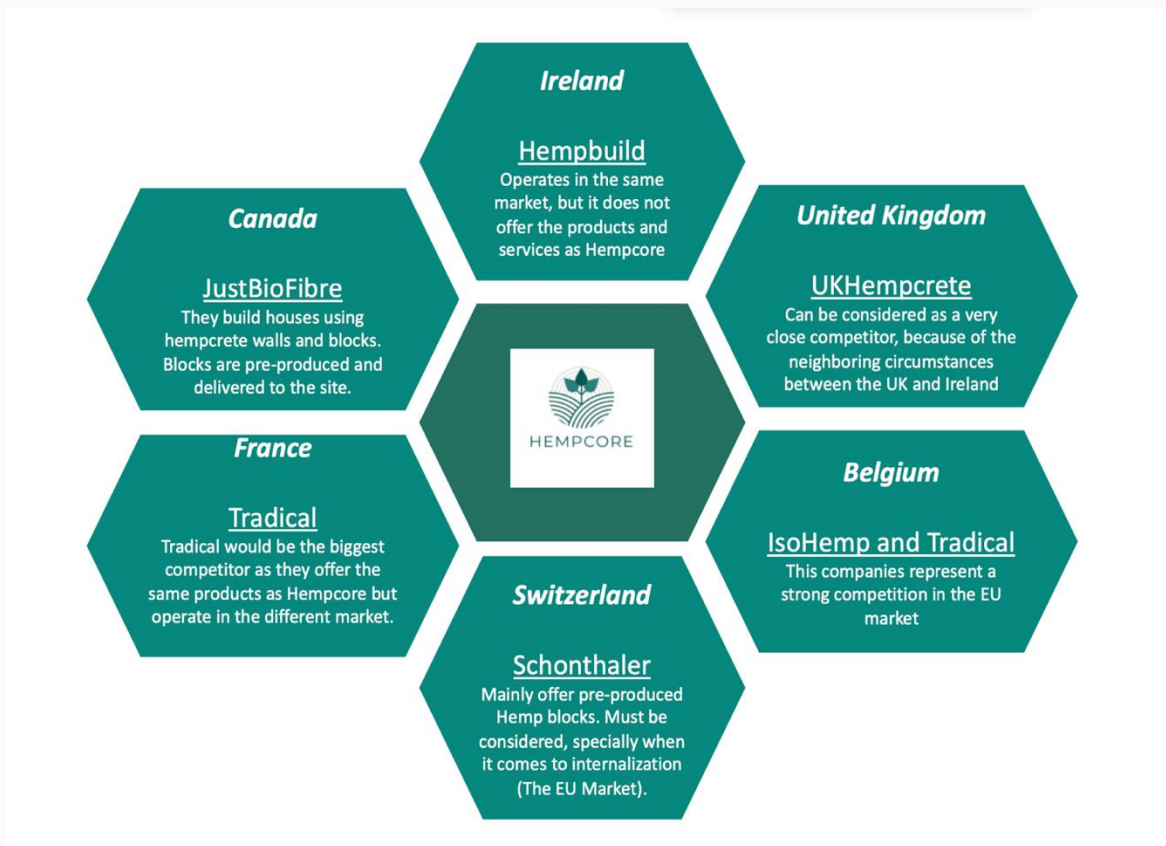 Ireland
Hempbuild
Operates in the same
market, but it does not
offer the products and
services as Hempcore
Canada
JustBioFibre
They build houses using
hempcrete walls and blocks.
Blocks are pre-produced and
delivered to the site.
United Kingdom
UKHempcrete
Can be considered as a very
close competitor, because of the
neighboring circumstances
between the UK and Ireland
HEMPCORE
France
Tradical
Tradical would be the biggest
competitor as they offer the
same products as Hempcore but
operate in the different market.
Belgium
IsoHemp and Tradical
This companies represent a
strong competition in the EU
market
Switzerland
Schonthaler
Mainly offer pre-produced
Hemp blocks. Must be
considered, specially when
it comes to internalization
(The EU Market).